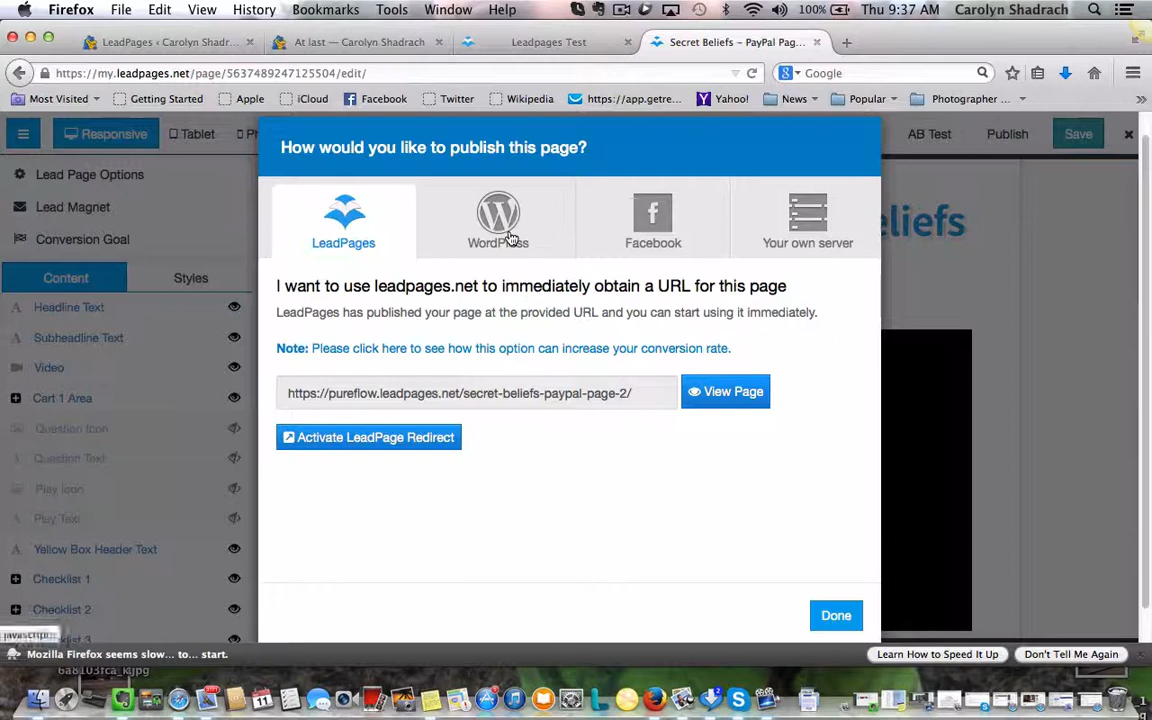 Firefox File Edit View History Bookmarks Tools Window Help 100% Thu 9:37 AM Carolyn Shadrach
LeadPages ‹ Carolyn Shadr... × At last — Carolyn Shadrach × Leadpages Test × Secret Beliefs – PayPal Pag... × +
https://my.leadpages.net/page/5637489247125504/edit/ Google
Most Visited Getting Started Apple iCloud Facebook Twitter Wikipedia https://app.getre... Yahoo! News Popular Photographer ... »
Responsive Tablet AB Test Publish Save ×
How would you like to publish this page?
Lead Page Options
Lead Magnet
Conversion Goal
Content Styles
Headline Text
Subheadline Text
Video
Cart 1 Area
Question Icon
Question Text
Play Icon
Play Text
Yellow Box Header Text
Checklist 1
Checklist 2
LeadPages WordPress Facebook Your own server
I want to use leadpages.net to immediately obtain a URL for this page
LeadPages has published your page at the provided URL and you can start using it immediately.
Note: Please click here to see how this option can increase your conversion rate.
https://pureflow.leadpages.net/secret-beliefs-paypal-page-2/ View Page
Activate LeadPage Redirect
Done
eliefs
Mozilla Firefox seems slow... to... start. Learn How to Speed It Up Don't Tell Me Again